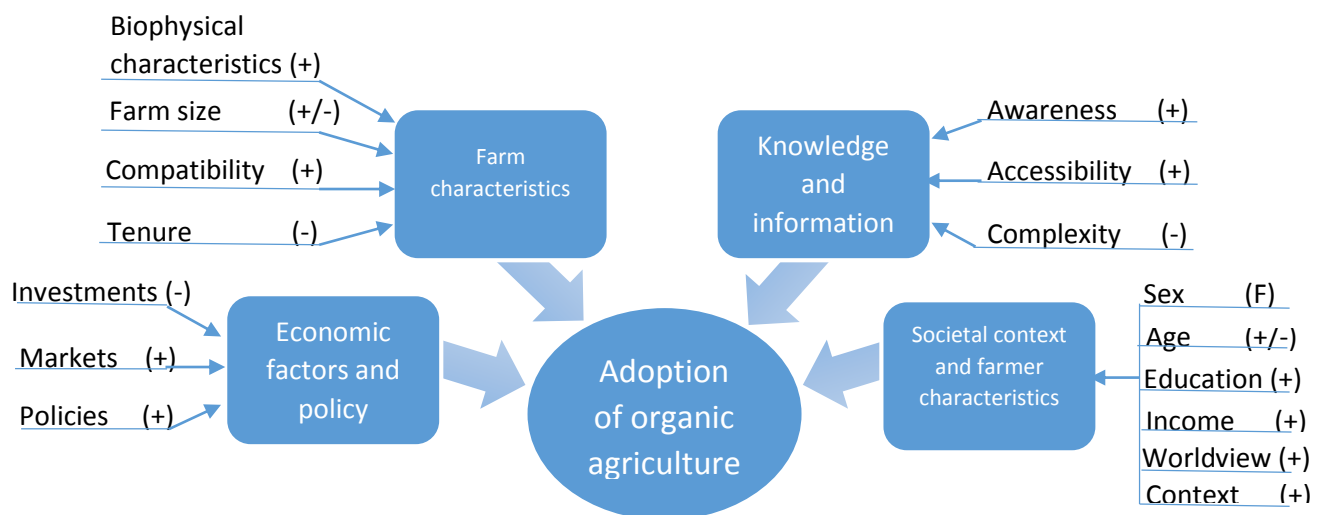 Biophysical
characteristics (+)
Farm size (+/-)
Compatibility (+)
Tenure (-)
Farm
characteristics
Knowledge
and
information
Awareness (+)
Accessibility (+)
Complexity (-)
Investments (-)
Markets (+)
Policies (+)
Economic
factors and
policy
Adoption
of organic
agriculture
Societal context
and farmer
characteristics
Sex (F)
Age (+/-)
Education (+)
Income (+)
Worldview (+)
Context (+)